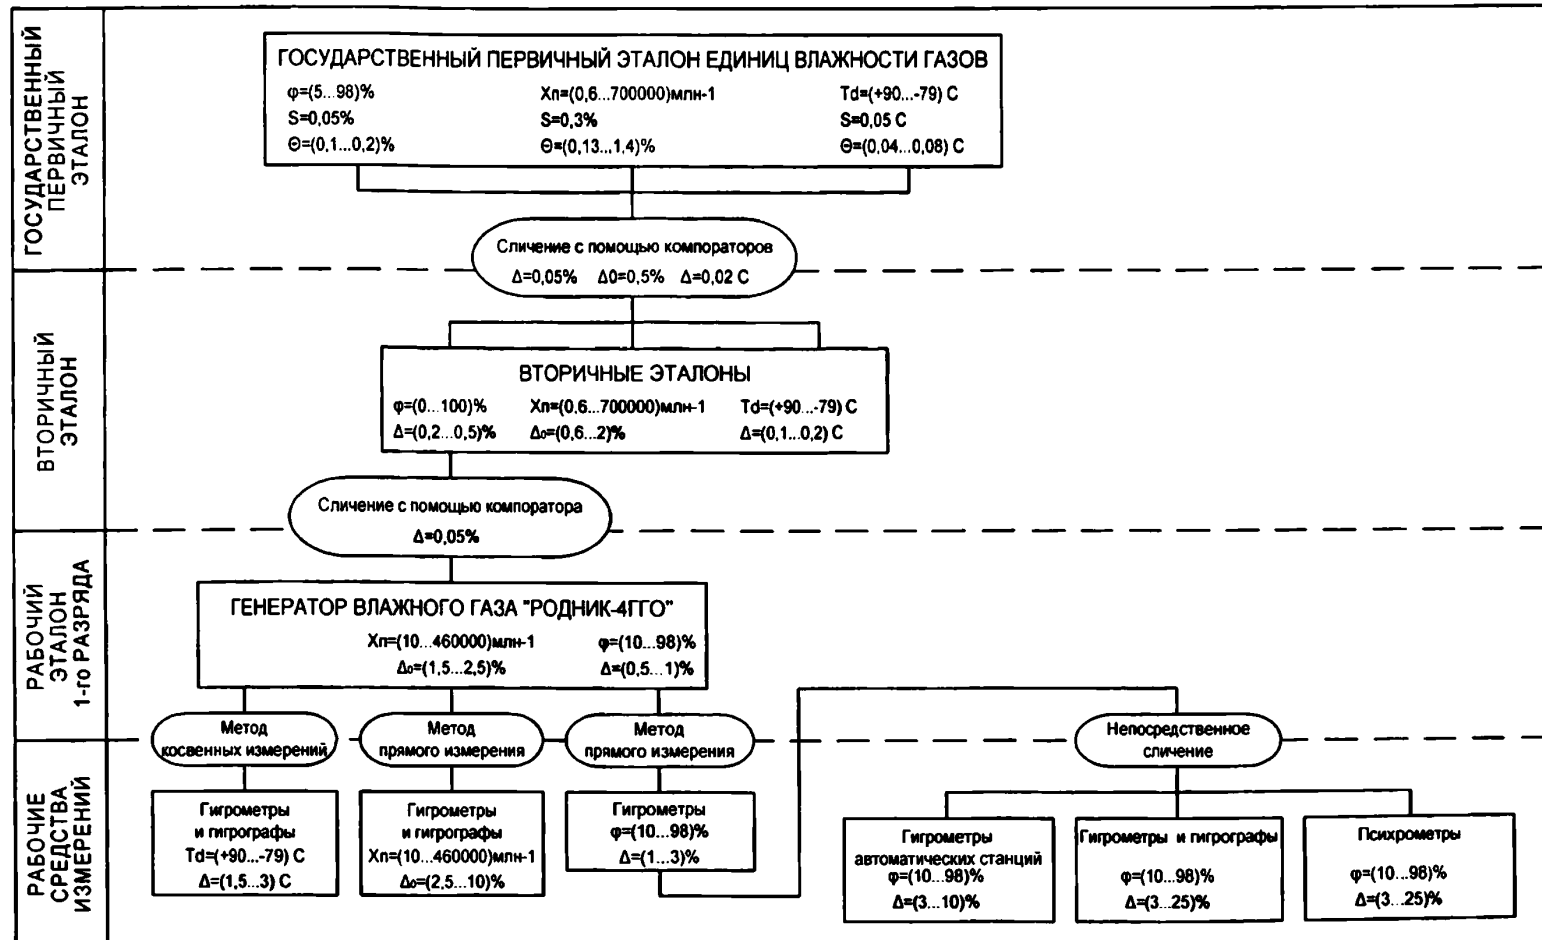 ГОСУДАРСТВЕННЫЙ
ПЕРВИЧНЫЙ
ЭТАЛОН
ГОСУДАРСТВЕННЫЙ ПЕРВИЧНЫЙ ЭТАЛОН ЕДИНИЦ ВЛАЖНОСТИ ГАЗОВ
φ=(5...98)% Xп=(0,6...700000)млн-1 Td=(+90...-79) С
S=0,05% S=0,3% S=0,05 С
Θ=(0,1...0,2)% Θ=(0,13...1,4)% Θ=(0,04...0,08) С
Сличение с помощью компораторов
Δ=0,05% Δ0=0,5% Δ=0,02 С
ВТОРИЧНЫЙ
ЭТАЛОН
ВТОРИЧНЫЕ ЭТАЛОНЫ
φ=(0...100)% Xп=(0,6...700000)млн-1 Td=(+90...-79) С
Δ=(0,2...0,5)% Δ₀=(0,6...2)% Δ=(0,1...0,2) С
Сличение с помощью компоратора
Δ=0,05%
РАБОЧИЙ
ЭТАЛОН
1-го РАЗРЯДА
ГЕНЕРАТОР ВЛАЖНОГО ГАЗА "РОДНИК-4ГГО"
Xп=(10...460000)млн-1 φ=(10...98)%
Δ₀=(1,5...2,5)% Δ=(0,5...1)%
Метод
косвенных измерений
Метод
прямого измерения
Метод
прямого измерения
Непосредственное
сличение
РАБОЧИЕ
СРЕДСТВА
ИЗМЕРЕНИЙ
Гигрометры
и гигрографы
Td=(+90...-79) С
Δ=(1,5...3) С
Гигрометры
и гигрографы
Xп=(10...460000)млн-1
Δ₀=(2,5...10)%
Гигрометры
φ=(10...98)%
Δ=(1...3)%
Гигрометры
автоматических станций
φ=(10...98)%
Δ=(3...10)%
Гигрометры и гигрографы
φ=(10...98)%
Δ=(3...25)%
Психрометры
φ=(10...98)%
Δ=(3...25)%